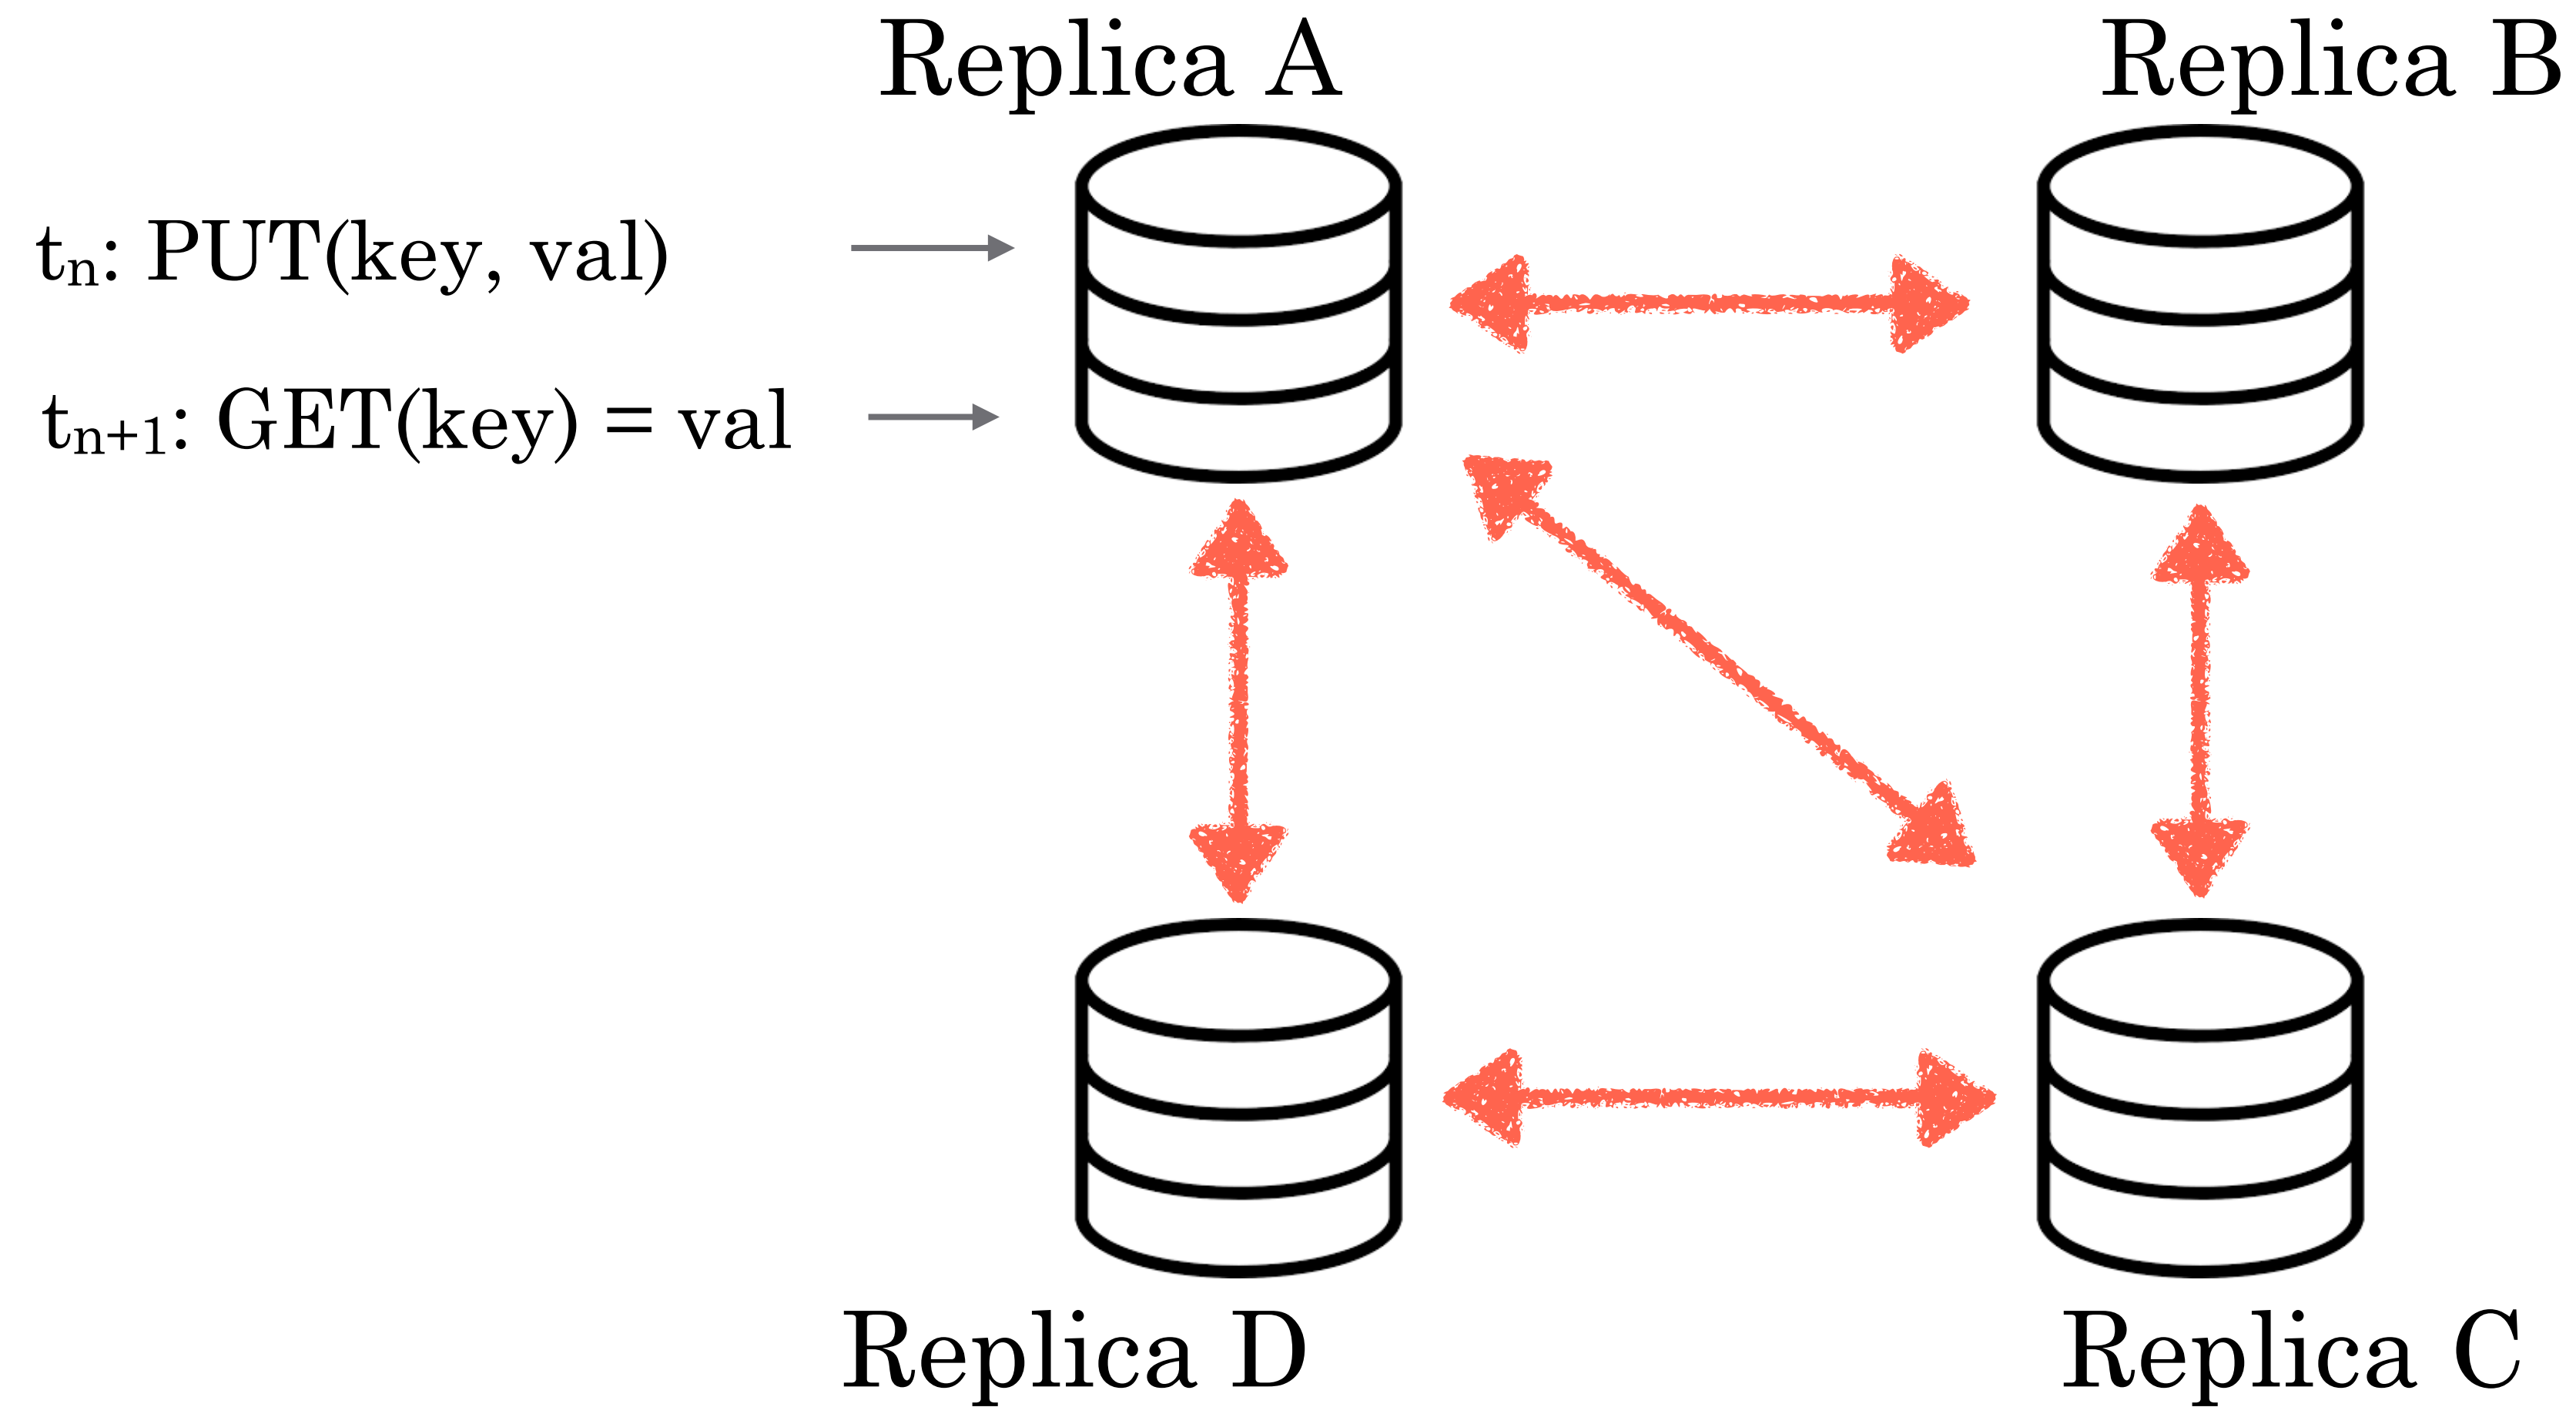 Replica A
Replica B
tn: PUT(key, val)
tn+1: GET(key) = val
Replica D
Replica C